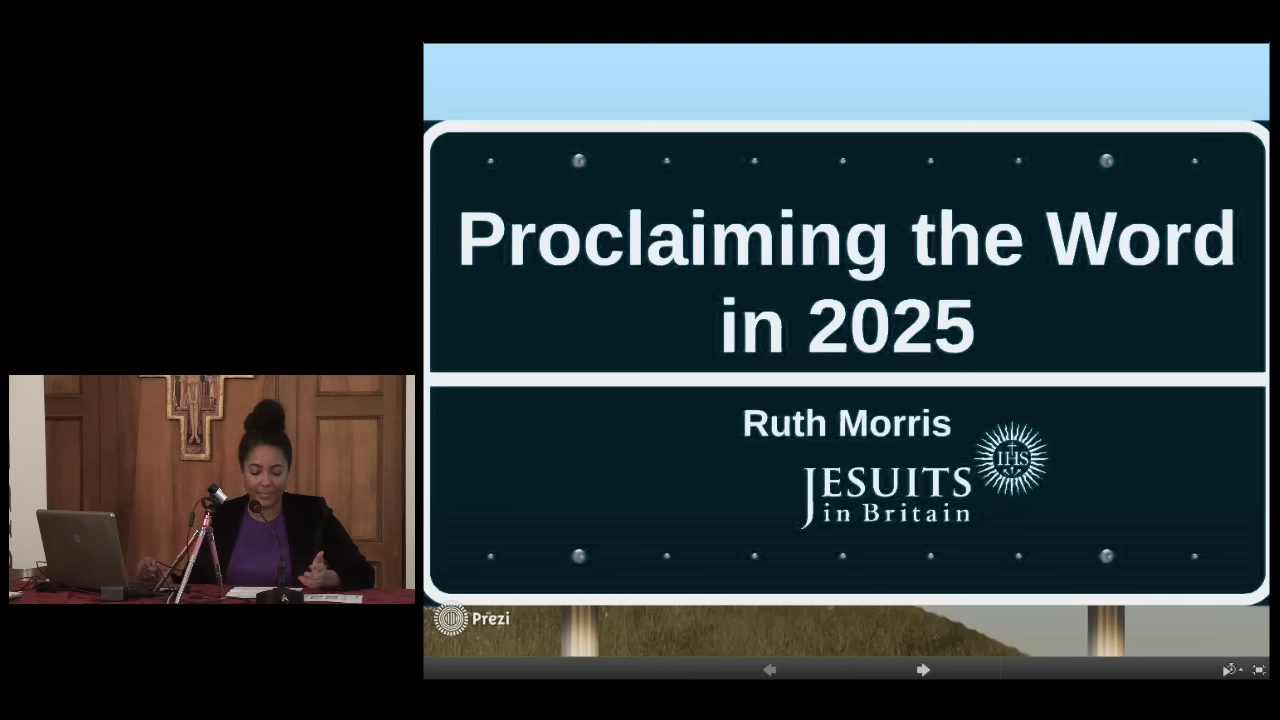 Proclaiming the Word
in 2025
Ruth Morris
IHS
JESUITS
in Britain
Prezi